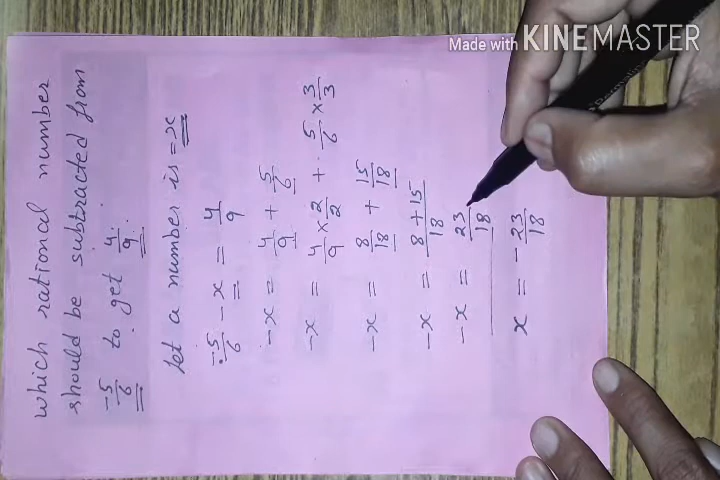 Made with KINEMASTER
which rational number
should be subtracted from
-5/6 to get 4/9.
let a number is = x
-5/6 - x = 4/9
-x = 4/9 + 5/6
-x = 4/9 × 2/2 + 5/6 × 3/3
-x = 8/18 + 15/18
-x = 8 + 15/18
-x = 23/18
x = - 23/18